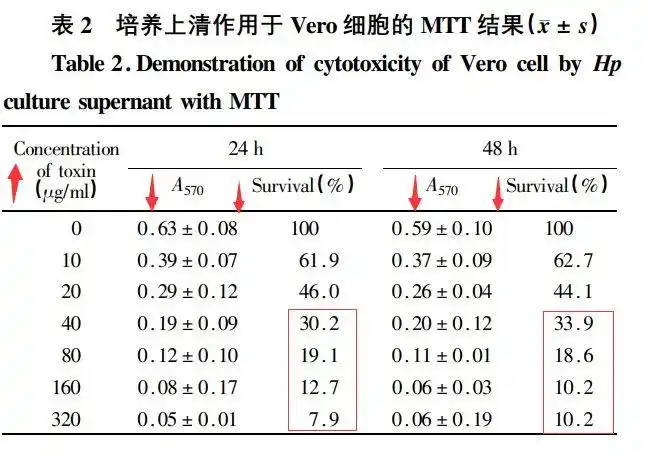 表 2 培养上清作用于 Vero 细胞的 MTT 结果(x̄ ± s)
Table 2. Demonstration of cytotoxicity of Vero cell by Hp
culture supernant with MTT
Concentration of toxin (μg/ml) 24 h 48 h
A570 Survival(%) A570 Survival(%)
0 0.63±0.08 100 0.59±0.10 100
10 0.39±0.07 61.9 0.37±0.09 62.7
20 0.29±0.12 46.0 0.26±0.04 44.1
40 0.19±0.09 30.2 0.20±0.12 33.9
80 0.12±0.10 19.1 0.11±0.01 18.6
160 0.08±0.17 12.7 0.06±0.03 10.2
320 0.05±0.01 7.9 0.06±0.19 10.2